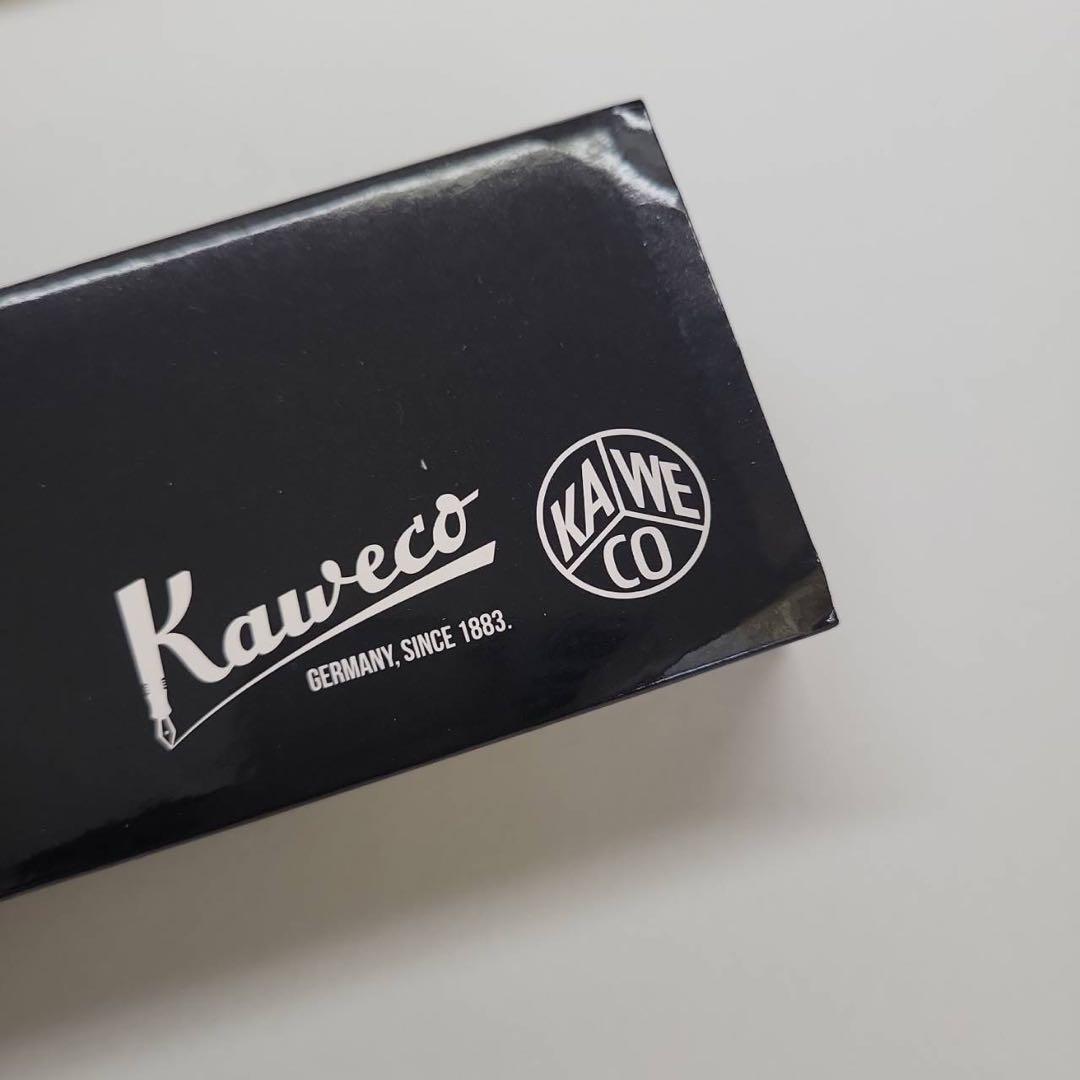 Kaweco
GERMANY, SINCE 1883.
KA WE
CO